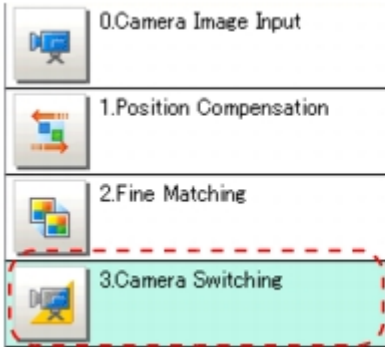 0.Camera Image Input
1.Position Compensation
2.Fine Matching
3.Camera Switching